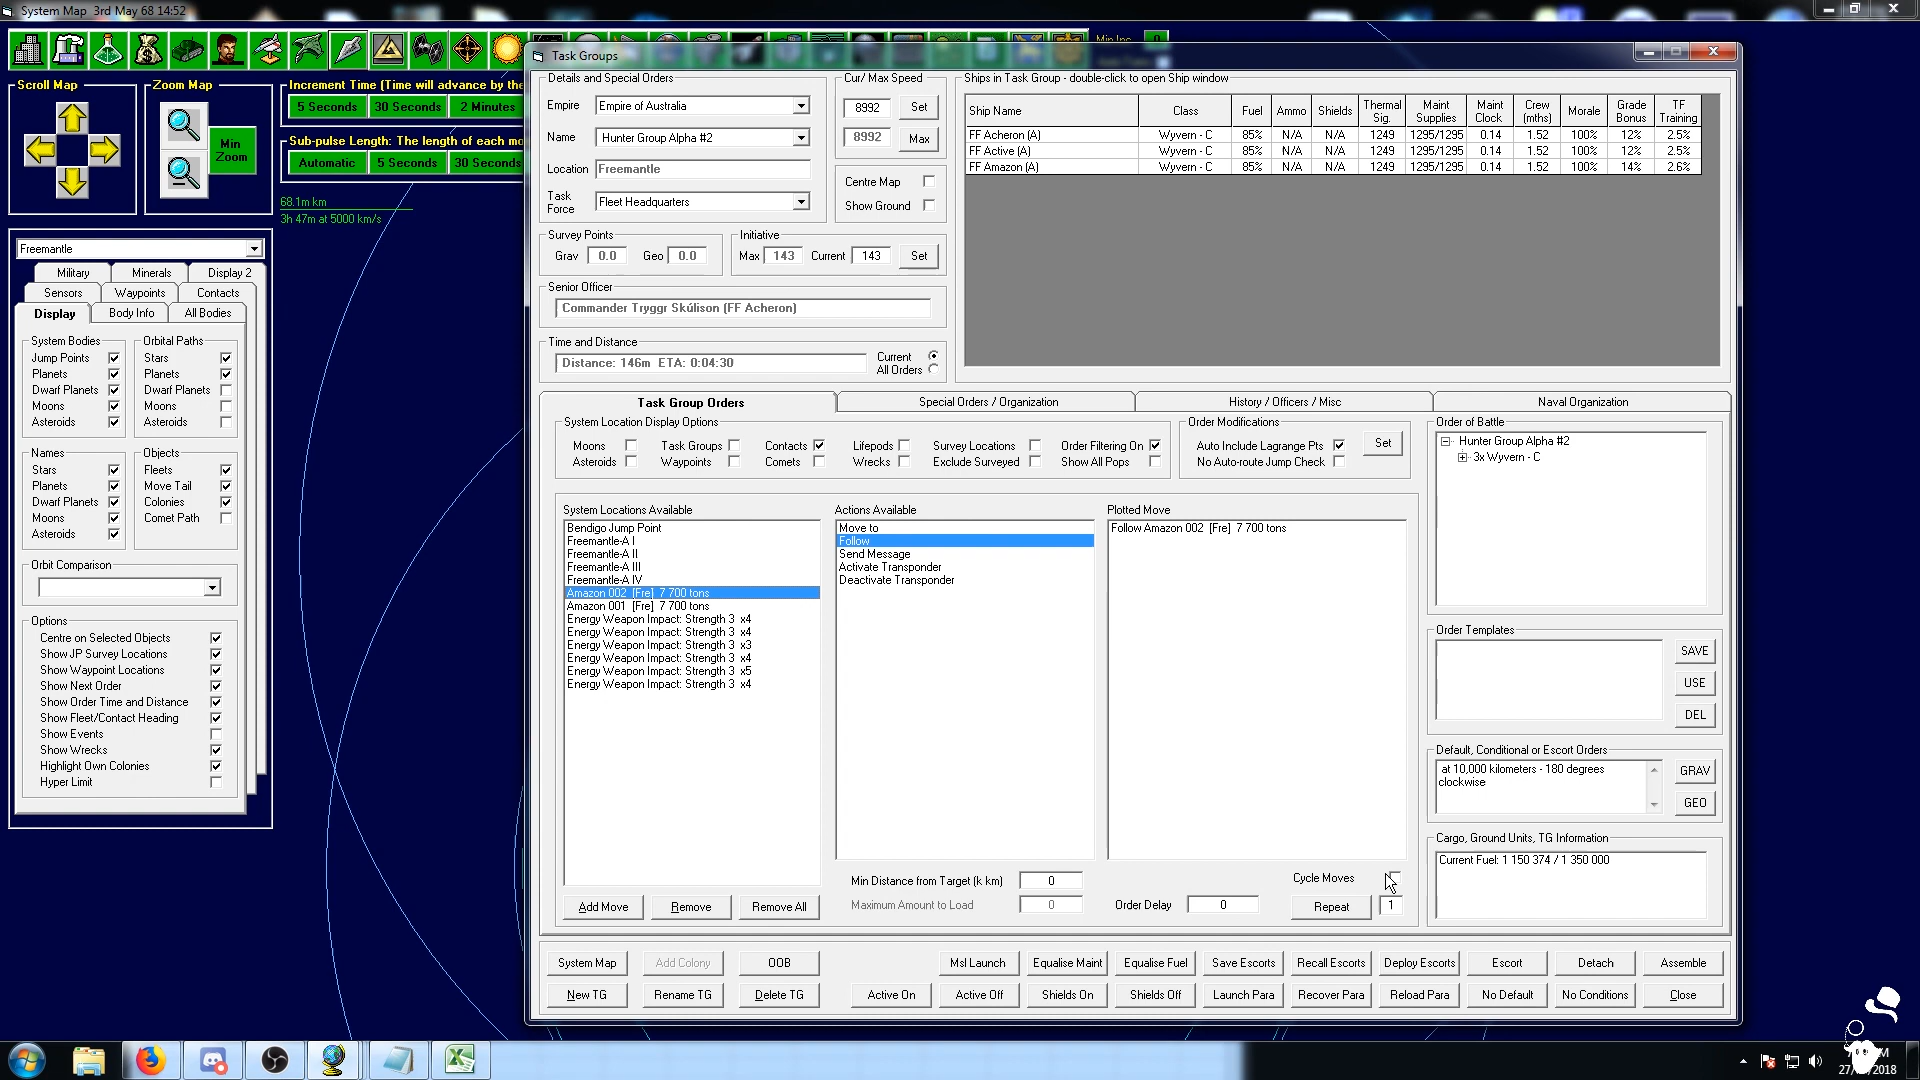 System Map  3rd May 68 14:52
Scroll Map
Zoom Map
Min Zoom
Increment Time (Time will advance by the
5 Seconds
30 Seconds
2 Minutes
Sub-pulse Length: The length of each mo
Automatic
5 Seconds
30 Seconds
68.1m km
3h 47m at 5000 km/s
Freemantle
Military
Minerals
Display 2
Sensors
Waypoints
Contacts
Display
Body Info
All Bodies
System Bodies
Jump Points
Planets
Dwarf Planets
Moons
Asteroids
Orbital Paths
Stars
Planets
Dwarf Planets
Moons
Asteroids
Names
Stars
Planets
Dwarf Planets
Moons
Asteroids
Objects
Fleets
Move Tail
Colonies
Comet Path
Orbit Comparison
Options
Centre on Selected Objects
Show JP Survey Locations
Show Waypoint Locations
Show Next Order
Show Order Time and Distance
Show Fleet/Contact Heading
Show Events
Show Wrecks
Highlight Own Colonies
Hyper Limit
Task Groups
Details and Special Orders
Empire
Empire of Australia
Name
Hunter Group Alpha #2
Location
Freemantle
Task Force
Fleet Headquarters
Cur/ Max Speed
8992
Set
8992
Max
Centre Map
Show Ground
Survey Points
Grav 0.0 Geo 0.0
Initiative
Max 143 Current 143 Set
Senior Officer
Commander Tryggr Skúlison (FF Acheron)
Time and Distance
Distance: 146m  ETA: 0:04:30
Current
All Orders
Ships in Task Group - double-click to open Ship window
Ship Name Class Fuel Ammo Shields Thermal Sig. Maint Supplies Maint Clock Crew (mths) Morale Grade Bonus TF Training
FF Acheron (A) Wyvern - C 85% N/A N/A 1249 1295/1295 0.14 1.52 100% 12% 2.5%
FF Active (A) Wyvern - C 85% N/A N/A 1249 1295/1295 0.14 1.52 100% 12% 2.5%
FF Amazon (A) Wyvern - C 85% N/A N/A 1249 1295/1295 0.14 1.52 100% 14% 2.6%
Task Group Orders
Special Orders / Organization
History / Officers / Misc
Naval Organization
System Location Display Options
Moons Task Groups Contacts Lifepods Survey Locations Order Filtering On
Asteroids Waypoints Comets Wrecks Exclude Surveyed Show All Pops
Order Modifications
Auto Include Lagrange Pts
No Auto-route Jump Check
Set
System Locations Available
Bendigo Jump Point
Freemantle-A I
Freemantle-A II
Freemantle-A III
Freemantle-A IV
Amazon 002  [Fre]  7 700 tons
Amazon 001  [Fre]  7 700 tons
Energy Weapon Impact: Strength 3  x4
Energy Weapon Impact: Strength 3  x4
Energy Weapon Impact: Strength 3  x3
Energy Weapon Impact: Strength 3  x4
Energy Weapon Impact: Strength 3  x5
Energy Weapon Impact: Strength 3  x4
Actions Available
Move to
Follow
Send Message
Activate Transponder
Deactivate Transponder
Plotted Move
Follow Amazon 002  [Fre]  7 700 tons
Add Move
Remove
Remove All
Min Distance from Target (k km) 0
Maximum Amount to Load 0
Order Delay 0
Cycle Moves
Repeat 1
Order of Battle
Hunter Group Alpha #2
3x Wyvern - C
Order Templates
SAVE
USE
DEL
Default, Conditional or Escort Orders
at 10,000 kilometers - 180 degrees
clockwise
GRAV
GEO
Cargo, Ground Units, TG Information
Current Fuel: 1 150 374 / 1 350 000
System Map
Add Colony
OOB
Msl Launch
Equalise Maint
Equalise Fuel
Save Escorts
Recall Escorts
Deploy Escorts
Escort
Detach
Assemble
New TG
Rename TG
Delete TG
Active On
Active Off
Shields On
Shields Off
Launch Para
Recover Para
Reload Para
No Default
No Conditions
Close